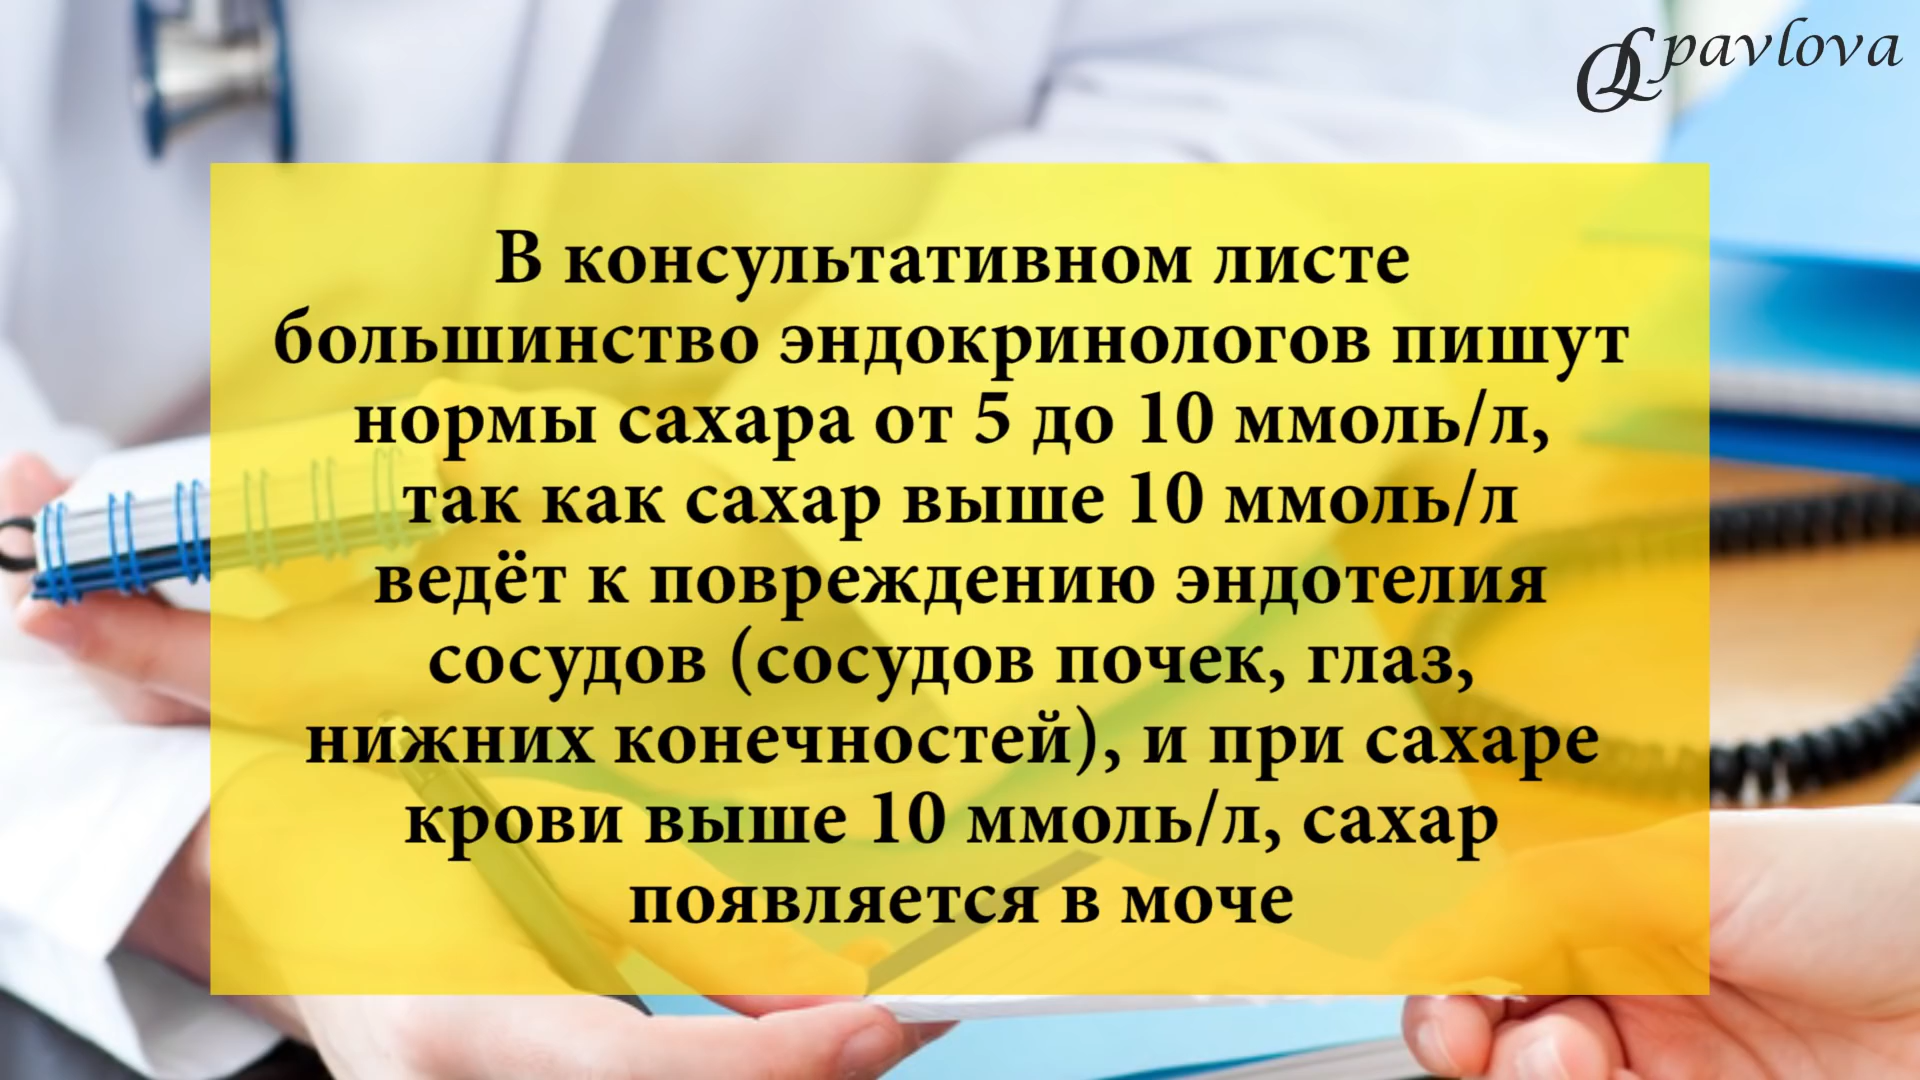 OLpavlova
В консультативном листе
большинство эндокринологов пишут
нормы сахара от 5 до 10 ммоль/л,
так как сахар выше 10 ммоль/л
ведёт к повреждению эндотелия
сосудов (сосудов почек, глаз,
нижних конечностей), и при сахаре
крови выше 10 ммоль/л, сахар
появляется в моче